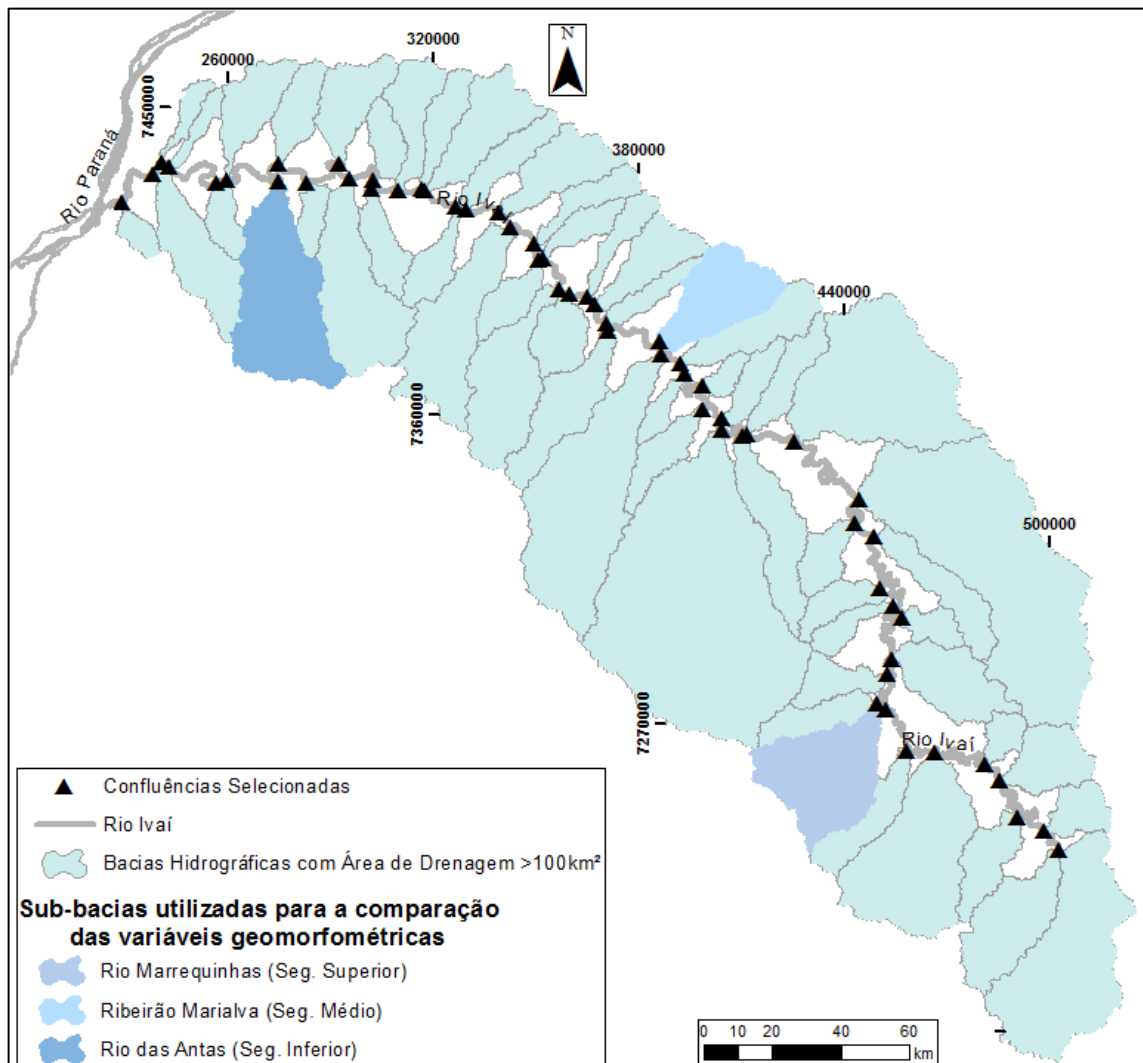 N
320000
260000
7450000
380000
Rio Paraná
Rio Ivaí
440000
7360000
500000
7270000
Rio Ivaí
Confluências Selecionadas
Rio Ivaí
Bacias Hidrográficas com Área de Drenagem >100km²
Sub-bacias utilizadas para a comparação
das variáveis geomorfométricas
Rio Marrequinhas (Seg. Superior)
Ribeirão Marialva (Seg. Médio)
Rio das Antas (Seg. Inferior)
0 10 20 40 60
km